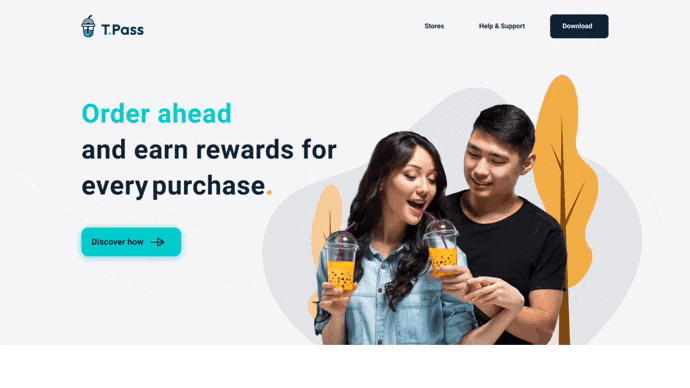 T.Pass
Stores
Help & Support
Download
Order ahead
and earn rewards for
every purchase.
Discover how